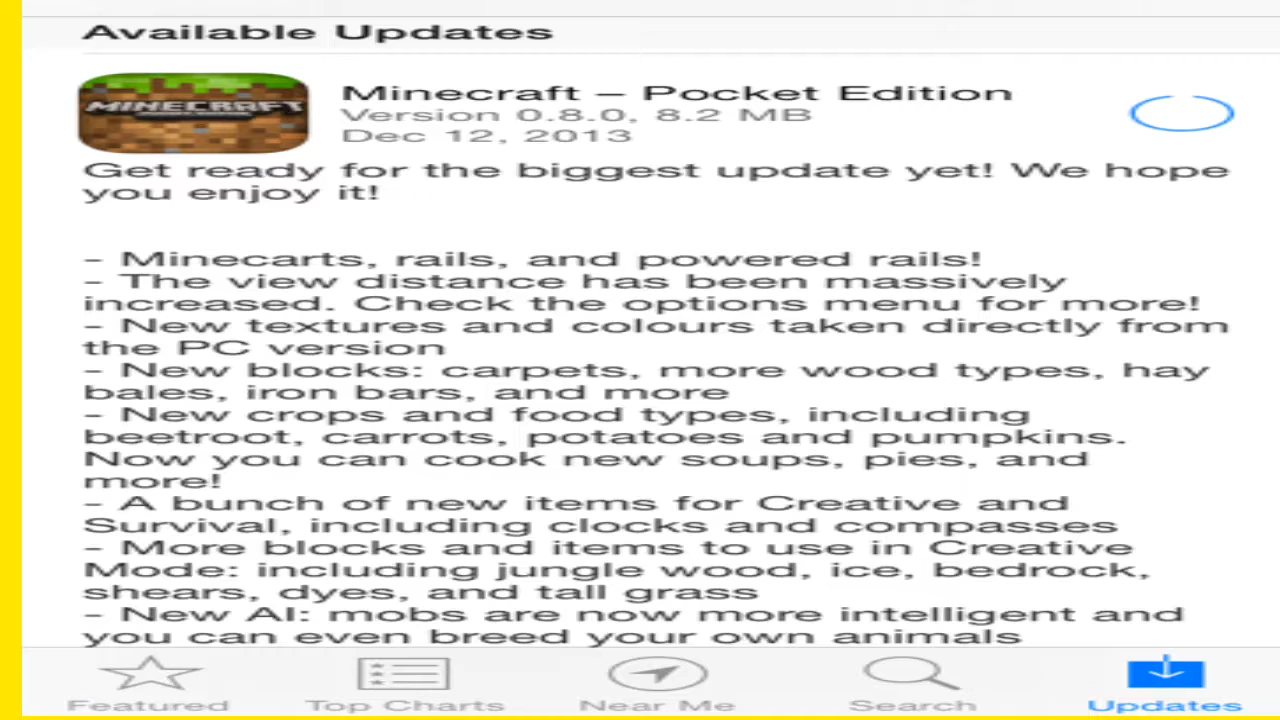 Available Updates
MINECRAFT
Minecraft – Pocket Edition
Version 0.8.0, 8.2 MB
Dec 12, 2013
Get ready for the biggest update yet! We hope
you enjoy it!
- Minecarts, rails, and powered rails!
- The view distance has been massively
increased. Check the options menu for more!
- New textures and colours taken directly from
the PC version
- New blocks: carpets, more wood types, hay
bales, iron bars, and more
- New crops and food types, including
beetroot, carrots, potatoes and pumpkins.
Now you can cook new soups, pies, and
more!
- A bunch of new items for Creative and
Survival, including clocks and compasses
- More blocks and items to use in Creative
Mode: including jungle wood, ice, bedrock,
shears, dyes, and tall grass
- New AI: mobs are now more intelligent and
you can even breed your own animals
Featured
Top Charts
Near Me
Search
Updates